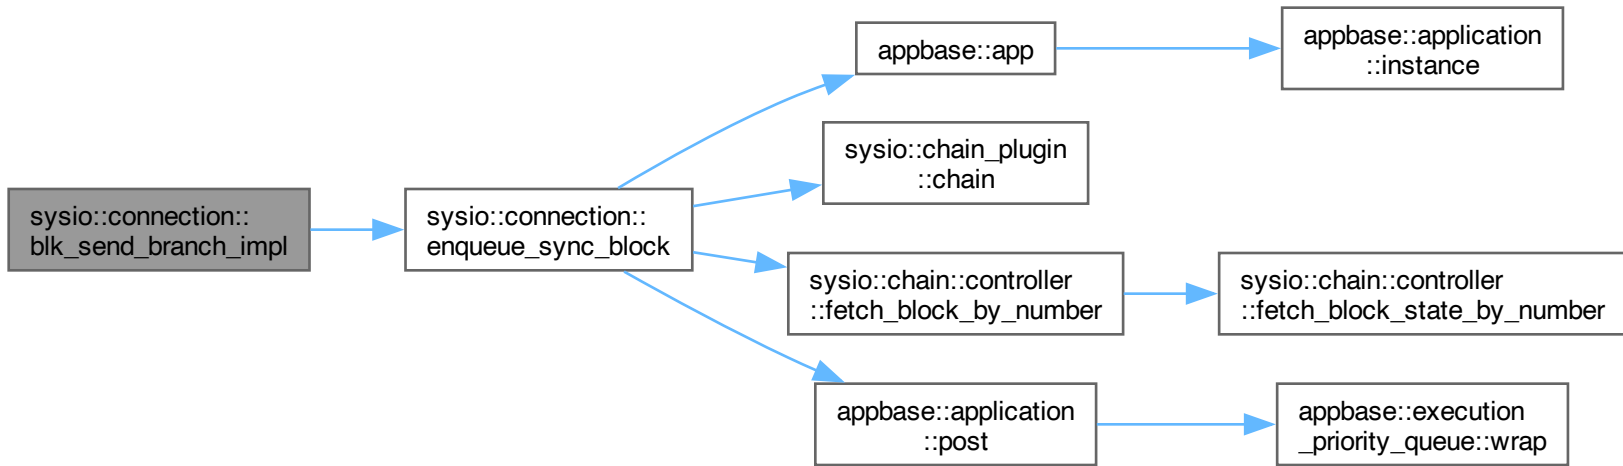 sysio::connection::
blk_send_branch_impl
sysio::connection::
enqueue_sync_block
appbase::app
appbase::application
::instance
sysio::chain_plugin
::chain
sysio::chain::controller
::fetch_block_by_number
sysio::chain::controller
::fetch_block_state_by_number
appbase::application
::post
appbase::execution
_priority_queue::wrap